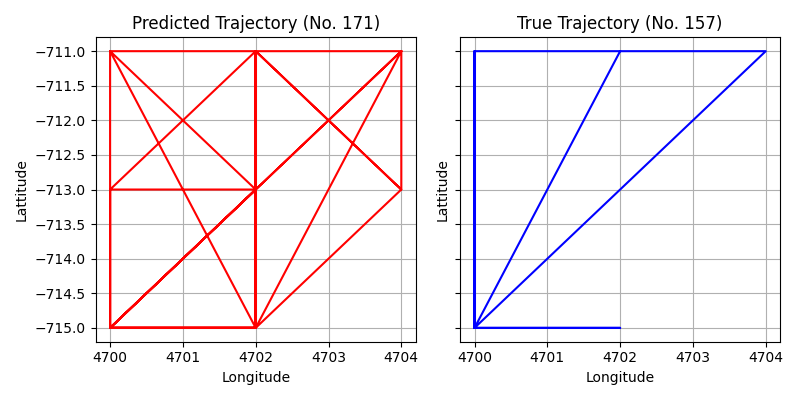 Predicted Trajectory (No. 171)
True Trajectory (No. 157)
−711.0
−711.5
−712.0
−712.5
−713.0
−713.5
−714.0
−714.5
−715.0
Lattitude
Lattitude
4700 4701 4702 4703 4704
4700 4701 4702 4703 4704
Longitude
Longitude